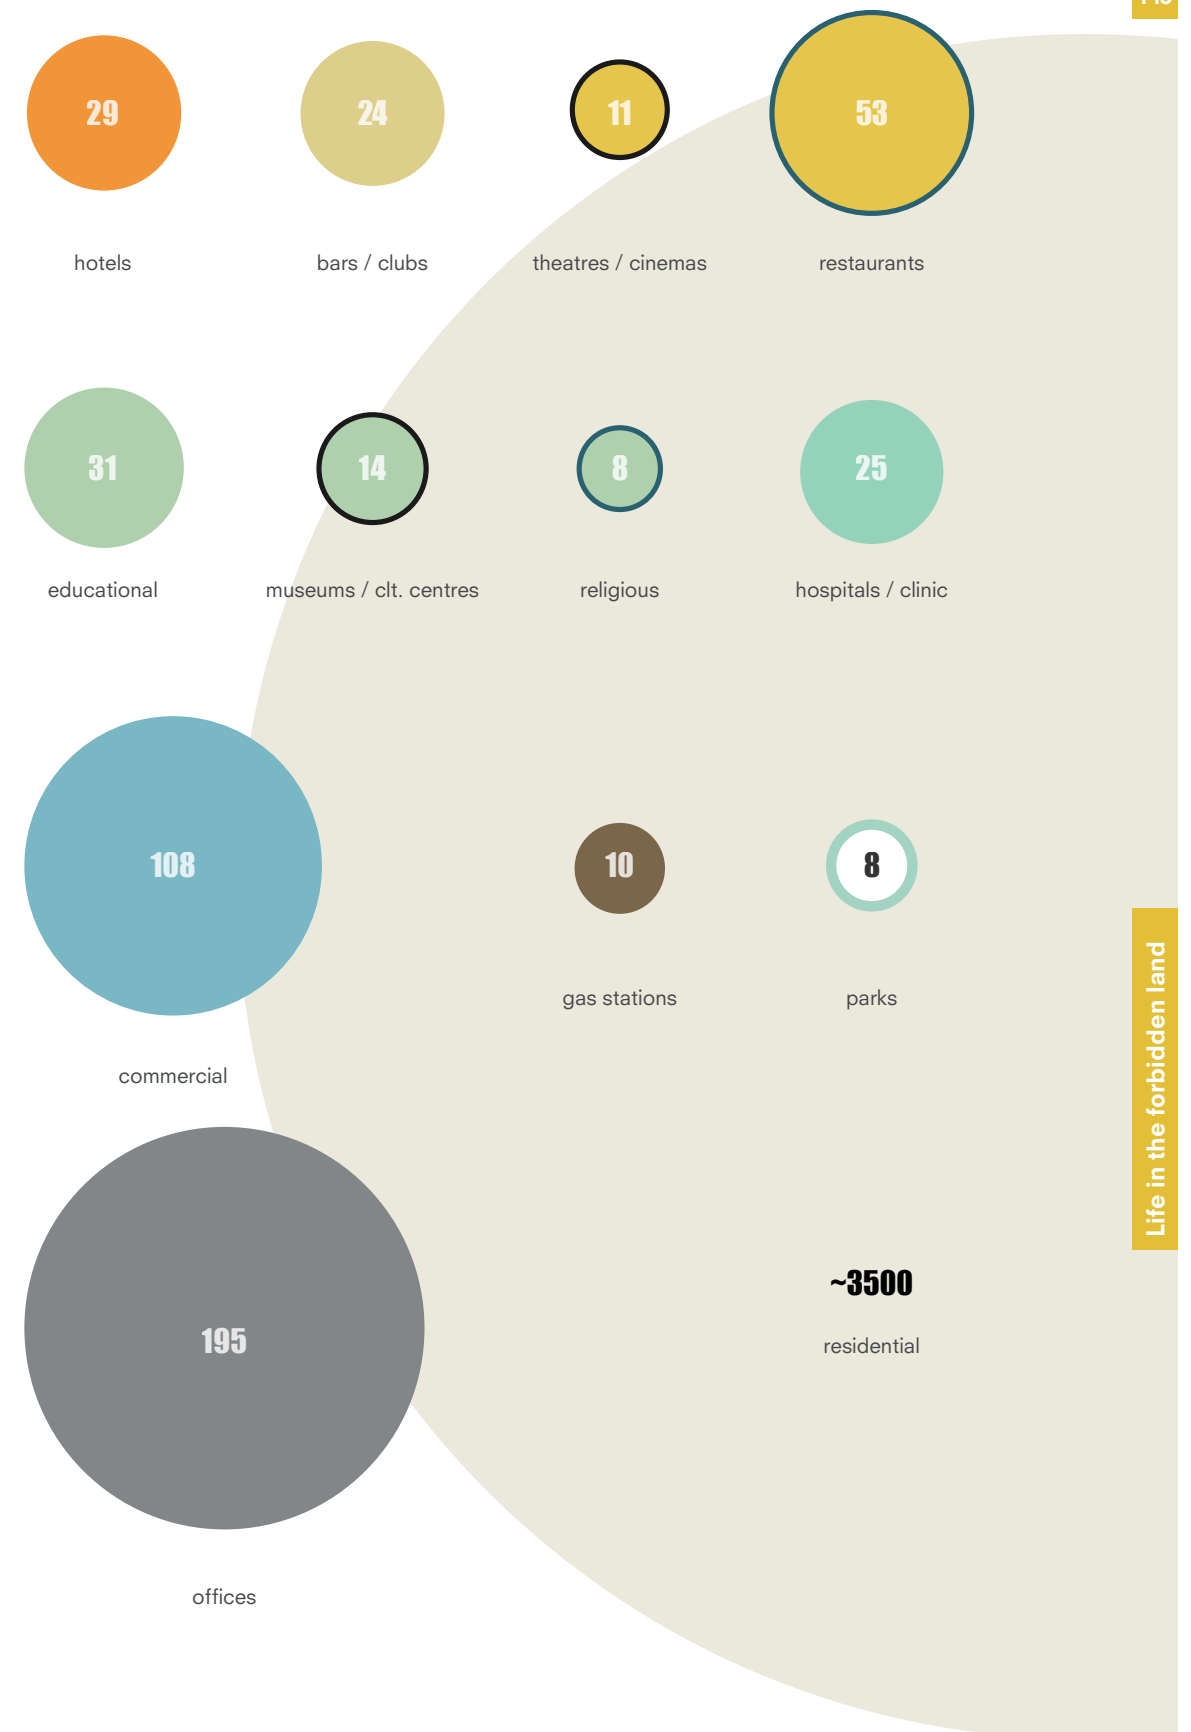 29
24
11
53
hotels
bars / clubs
theatres / cinemas
restaurants
31
14
8
25
educational
museums / clt. centres
religious
hospitals / clinic
108
10
8
gas stations
parks
commercial
Life in the forbidden land
195
~3500
residential
offices